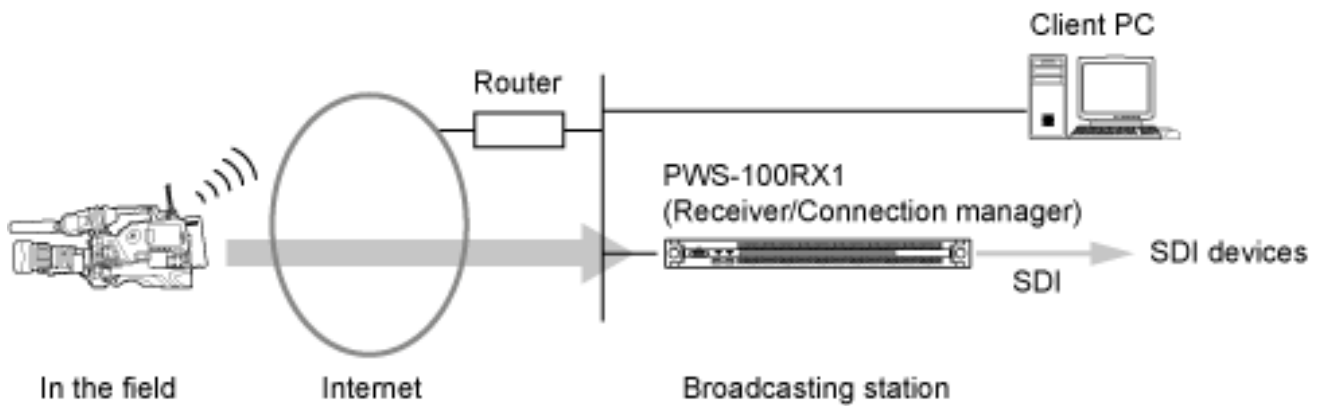 Client PC
Router
PWS-100RX1
(Receiver/Connection manager)
SDI devices
SDI
In the field
Internet
Broadcasting station